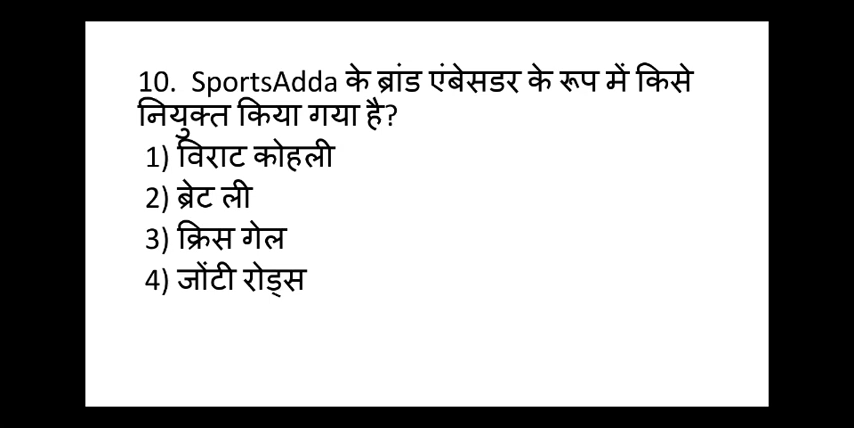 10. SportsAdda के ब्रांड एंबेसडर के रूप में किसे
नियुक्त किया गया है?
1) विराट कोहली
2) ब्रेट ली
3) क्रिस गेल
4) जोंटी रोड्स